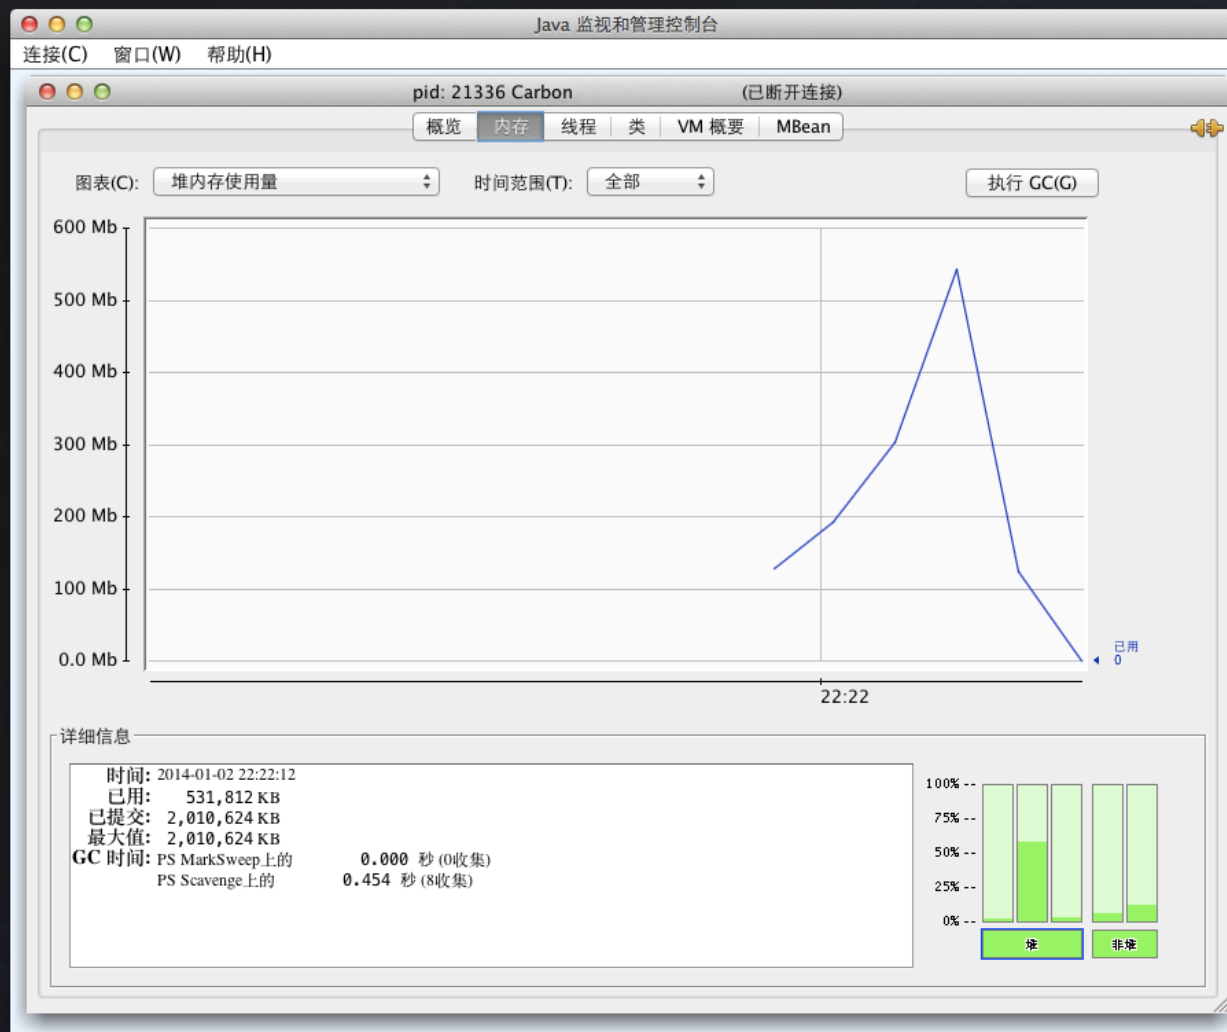 Java 监视和管理控制台
连接(C) 窗口(W) 帮助(H)
pid: 21336 Carbon (已断开连接)
概览 内存 线程 类 VM 概要 MBean
图表(C): 堆内存使用量 时间范围(T): 全部 执行 GC(G)
600 Mb
500 Mb
400 Mb
300 Mb
200 Mb
100 Mb
0.0 Mb
已用
0
22:22
详细信息
时间: 2014-01-02 22:22:12
已用: 531,812 KB
已提交: 2,010,624 KB
最大值: 2,010,624 KB
GC 时间: PS MarkSweep上的 0.000 秒 (0收集)
PS Scavenge上的 0.454 秒 (8收集)
100% --
75% --
50% --
25% --
0% --
堆 非堆